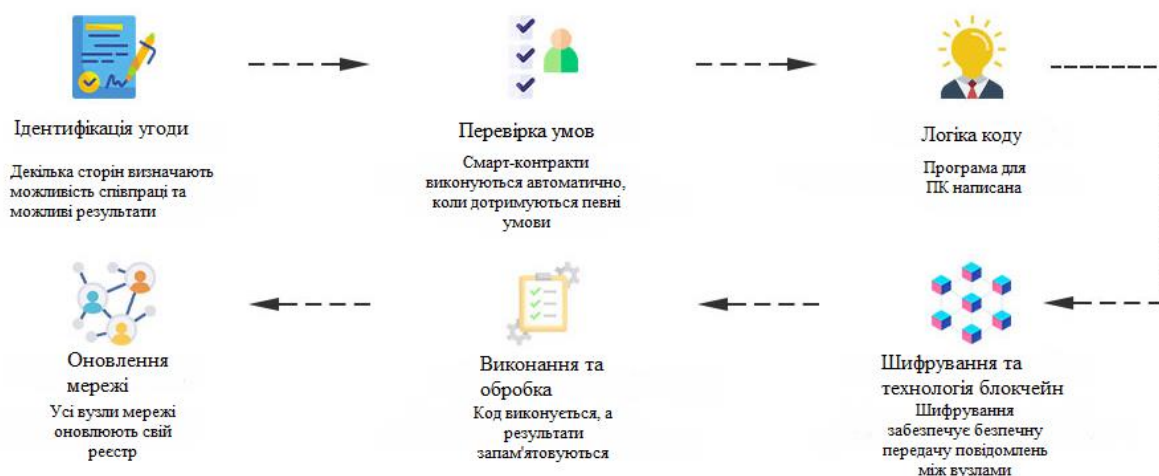 Ідентифікація угоди
Декілька сторін визначають
можливість співпраці та
можливі результати
Перевірка умов
Смарт-контракти
виконуються автоматично,
коли дотримуються певні
умови
Логіка коду
Програма для
ПК написана
Оновлення
мережі
Усі вузли мережі
оновлюють свій
реєстр
Виконання та
обробка
Код виконується, а
результати
запам'ятовуються
Шифрування та
технологія блокчейн
Шифрування
забезпечує безпечну
передачу повідомлень
між вузлами